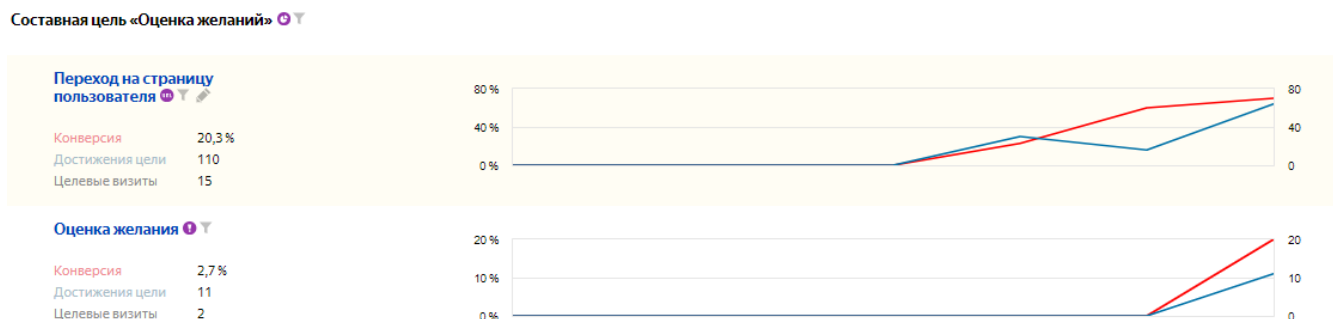 Составная цель «Оценка желаний»
Переход на страницу
пользователя
Конверсия 20,3 %
Достижения цели 110
Целевые визиты 15
80 % 80
40 % 40
0 % 0
Оценка желания
Конверсия 2,7 %
Достижения цели 11
Целевые визиты 2
20 % 20
10 % 10
0 % 0